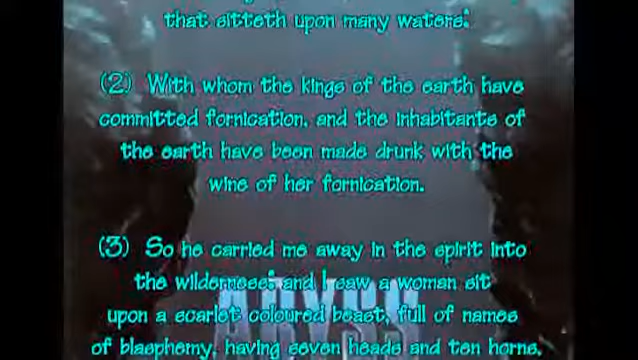 that sitteth upon many waters:
(2) With whom the kings of the earth have
committed fornication, and the inhabitants of
the earth have been made drunk with the
wine of her fornication.
(3) So he carried me away in the spirit into
the wilderness: and I saw a woman sit
upon a scarlet coloured beast, full of names
of blasphemy, having seven heads and ten horns.
ABYSS